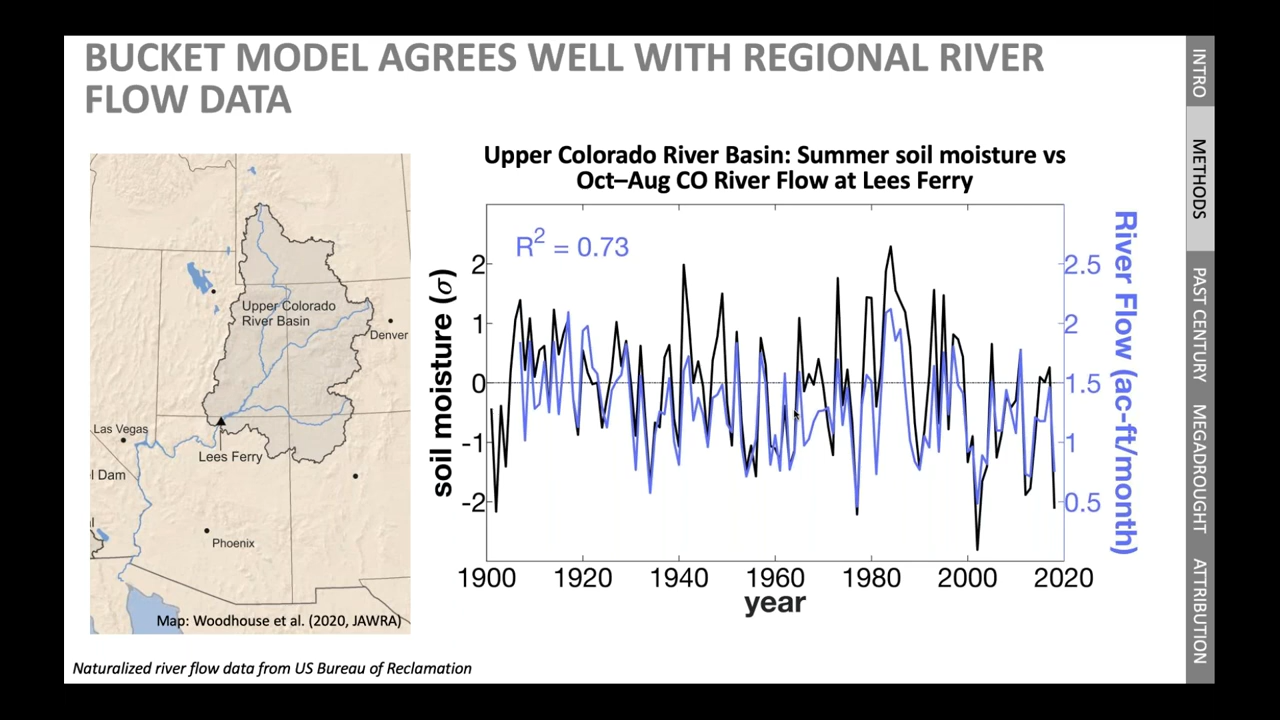 BUCKET MODEL AGREES WELL WITH REGIONAL RIVER
FLOW DATA
Upper Colorado
River Basin
Denver
Las Vegas
Lees Ferry
l Dam
Phoenix
Map: Woodhouse et al. (2020, JAWRA)
Upper Colorado River Basin: Summer soil moisture vs
Oct–Aug CO River Flow at Lees Ferry
R² = 0.73
soil moisture (σ)
2
1
0
-1
-2
2.5
2
1.5
1
0.5
River Flow (ac-ft/month)
1900 1920 1940 1960 1980 2000 2020
year
Naturalized river flow data from US Bureau of Reclamation
INTRO
METHODS
PAST CENTURY
MEGADROUGHT
ATTRIBUTION